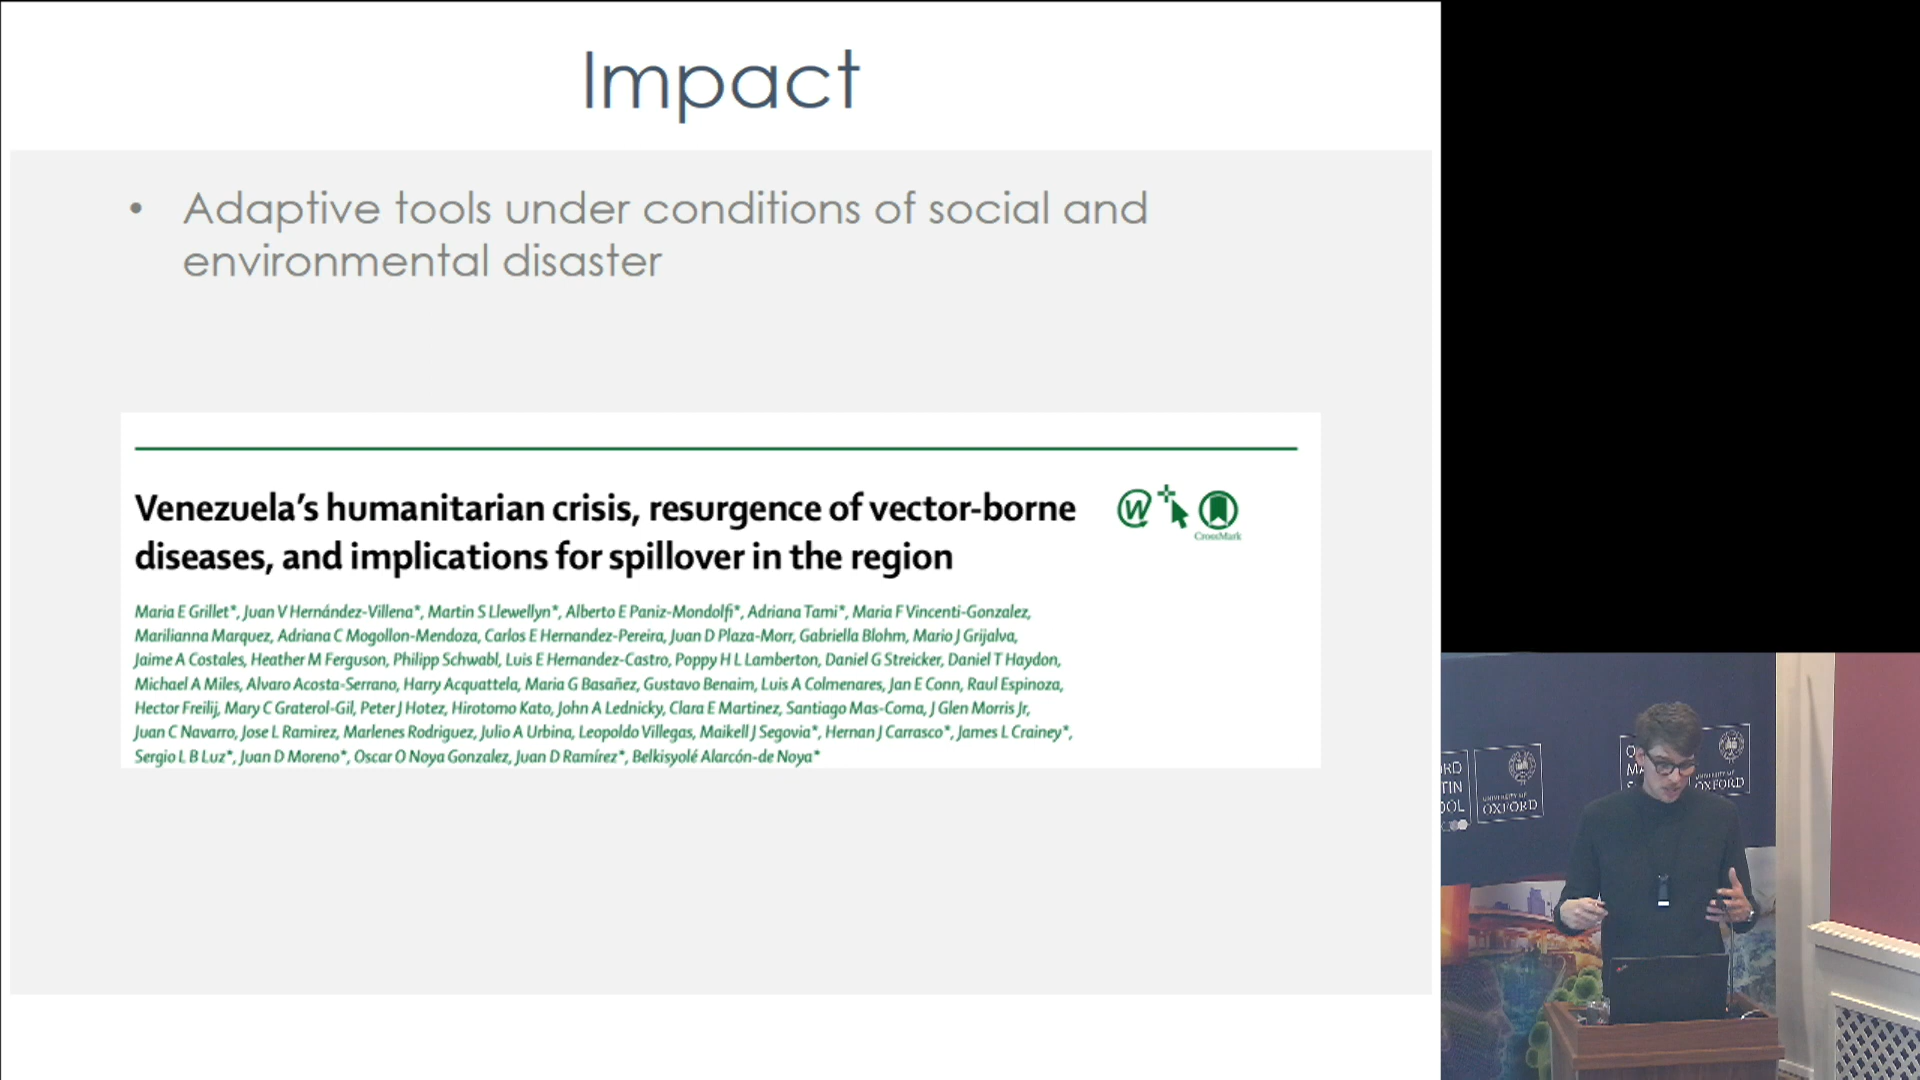 Impact
• Adaptive tools under conditions of social and
environmental disaster
Venezuela's humanitarian crisis, resurgence of vector-borne
diseases, and implications for spillover in the region
CrossMark
Maria E Grillet*, Juan V Hernández-Villena*, Martin S Llewellyn*, Alberto E Paniz-Mondolfi*, Adriana Tami*, Maria F Vincenti-Gonzalez,
Marilianna Marquez, Adriana C Mogollon-Mendoza, Carlos E Hernandez-Pereira, Juan D Plaza-Morr, Gabriella Blohm, Mario J Grijalva,
Jaime A Costales, Heather M Ferguson, Philipp Schwabl, Luis E Hernandez-Castro, Poppy H L Lamberton, Daniel G Streicker, Daniel T Haydon,
Michael A Miles, Alvaro Acosta-Serrano, Harry Acquattela, Maria G Basañez, Gustavo Benaim, Luis A Colmenares, Jan E Conn, Raul Espinoza,
Hector Freilij, Mary C Graterol-Gil, Peter J Hotez, Hirotomo Kato, John A Lednicky, Clara E Martinez, Santiago Mas-Coma, J Glen Morris Jr,
Juan C Navarro, Jose L Ramirez, Marlenes Rodriguez, Julio A Urbina, Leopoldo Villegas, Maikell J Segovia*, Hernan J Carrasco*, James L Crainey*,
Sergio L B Luz*, Juan D Moreno*, Oscar O Noya Gonzalez, Juan D Ramírez*, Belkisyolé Alarcón-de Noya*
UNIVERSITY OF
OXFORD
UNIVERSITY OF
OXFORD